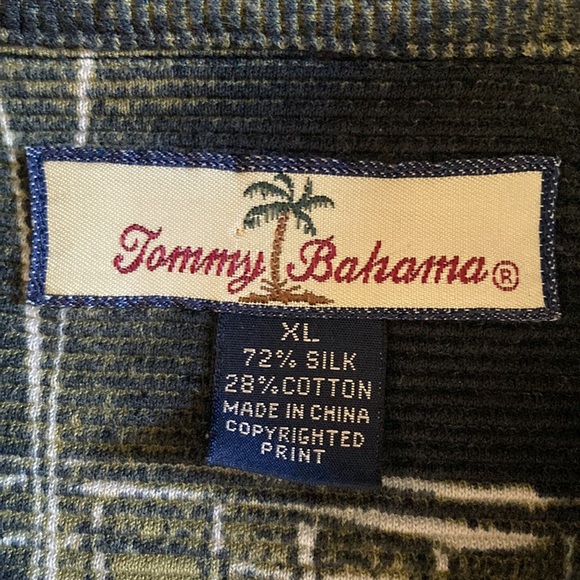 Tommy Bahama®
XL
72% SILK
28% COTTON
MADE IN CHINA
COPYRIGHTED
PRINT